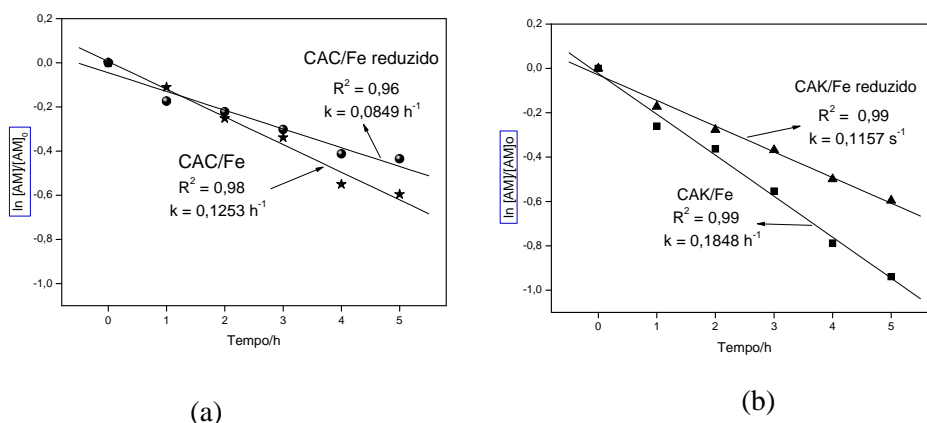 0,2
0,0
-0,2
-0,4
-0,6
-0,8
-1,0
ln [AM]/[AM]₀
CAC/Fe reduzido
R² = 0,96
k = 0,0849 h⁻¹
CAC/Fe
R² = 0,98
k = 0,1253 h⁻¹
0 1 2 3 4 5
Tempo/h
(a)
0,2
0,0
-0,2
-0,4
-0,6
-0,8
-1,0
ln [AM]/[AM]o
CAK/Fe reduzido
R² = 0,99
k = 0,1157 s⁻¹
CAK/Fe
R² = 0,99
k = 0,1848 h⁻¹
0 1 2 3 4 5
Tempo/h
(b)